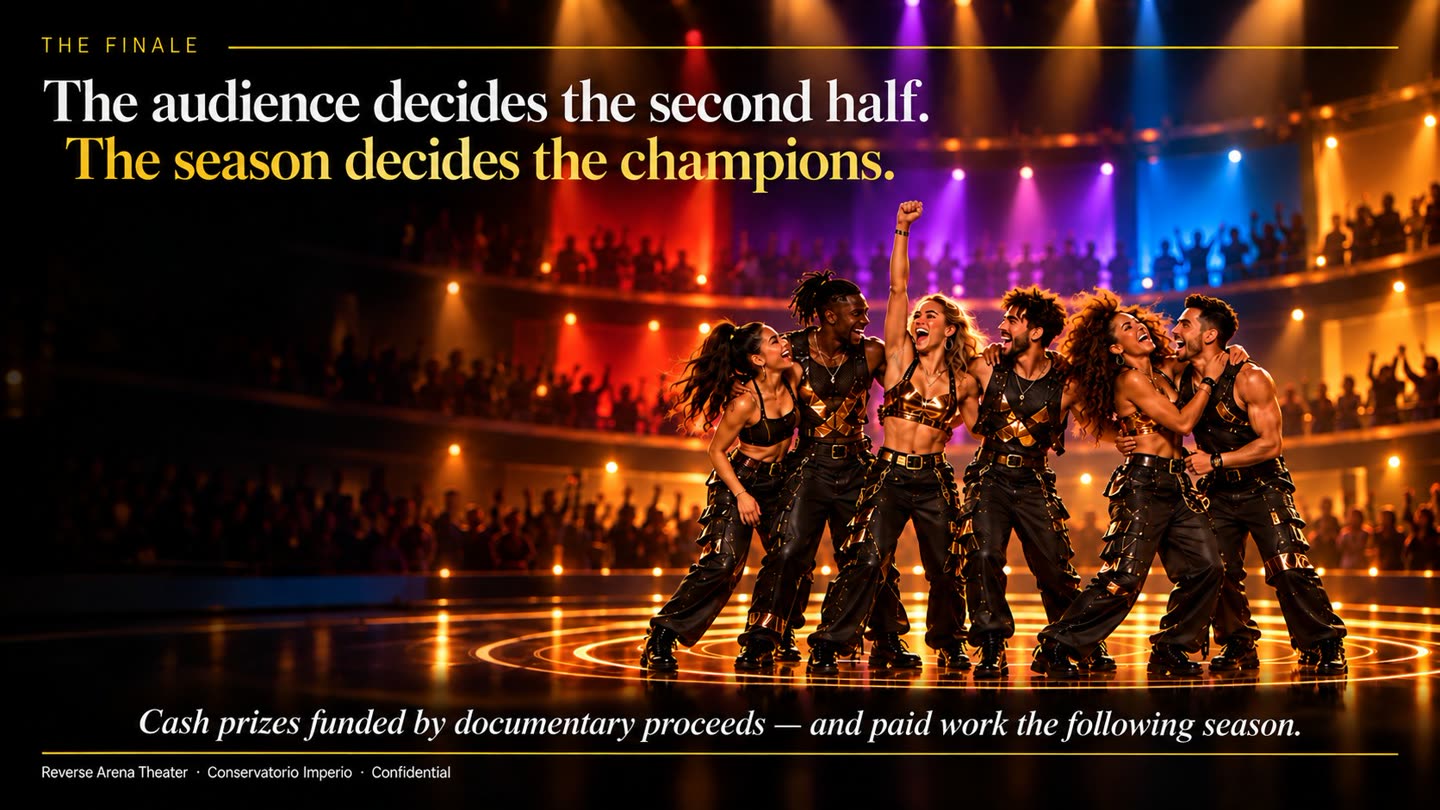 THE FINALE
The audience decides the second half.
The season decides the champions.
Cash prizes funded by documentary proceeds — and paid work the following season.
Reverse Arena Theater · Conservatorio Imperio · Confidential